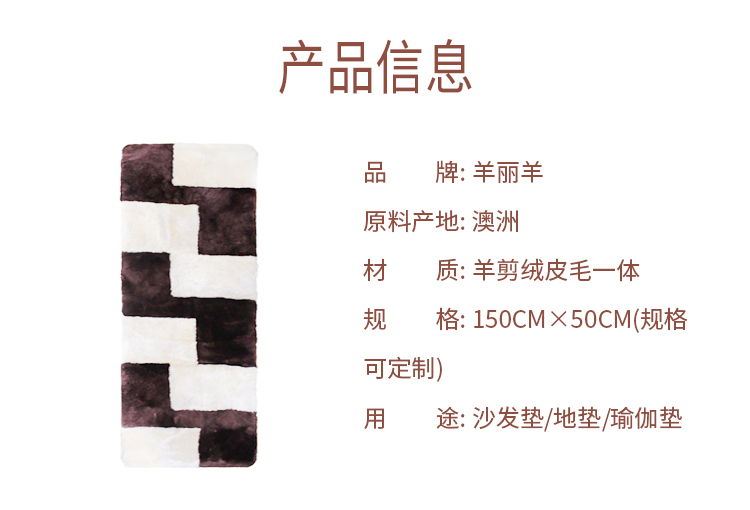 产品信息
品 牌: 羊丽羊
原料产地: 澳洲
材 质: 羊剪绒皮毛一体
规 格: 150CM×50CM(规格
可定制)
用 途: 沙发垫/地垫/瑜伽垫